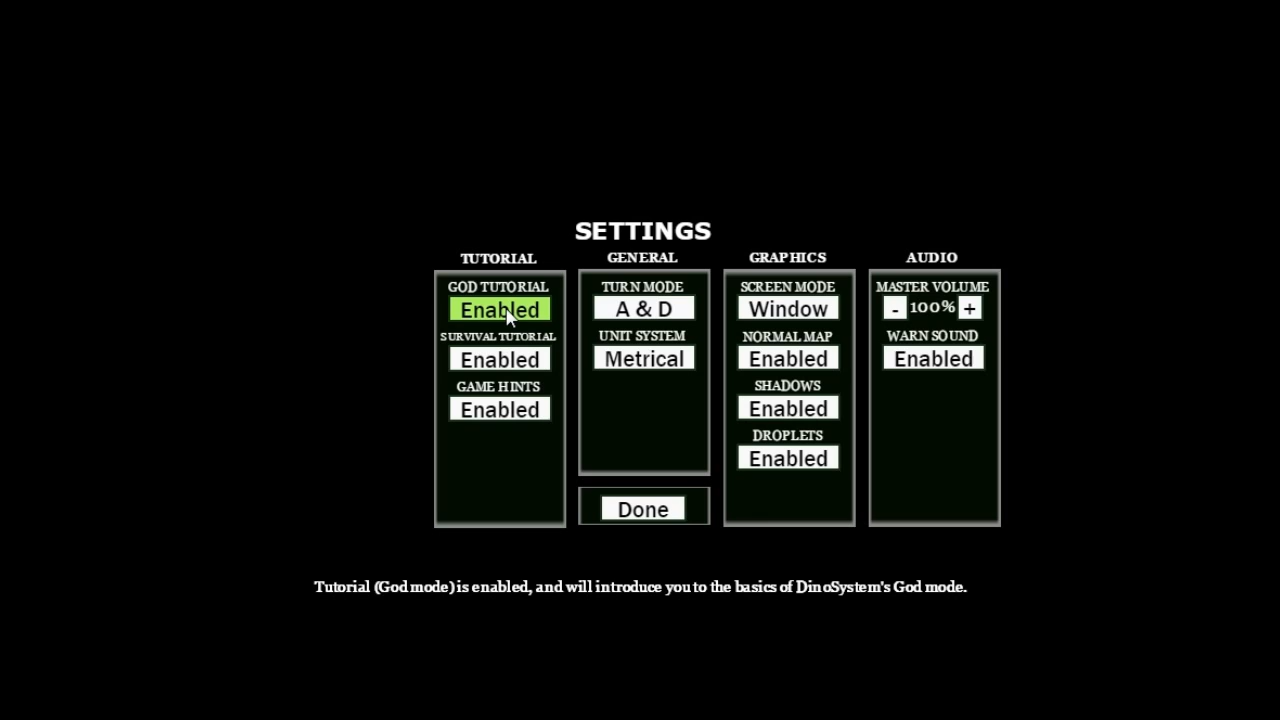 SETTINGS
TUTORIAL
GOD TUTORIAL
Enabled
SURVIVAL TUTORIAL
Enabled
GAME HINTS
Enabled
GENERAL
TURN MODE
A & D
UNIT SYSTEM
Metrical
Done
GRAPHICS
SCREEN MODE
Window
NORMAL MAP
Enabled
SHADOWS
Enabled
DROPLETS
Enabled
AUDIO
MASTER VOLUME
- 100% +
WARN SOUND
Enabled
Tutorial (God mode) is enabled, and will introduce you to the basics of DinoSystem's God mode.